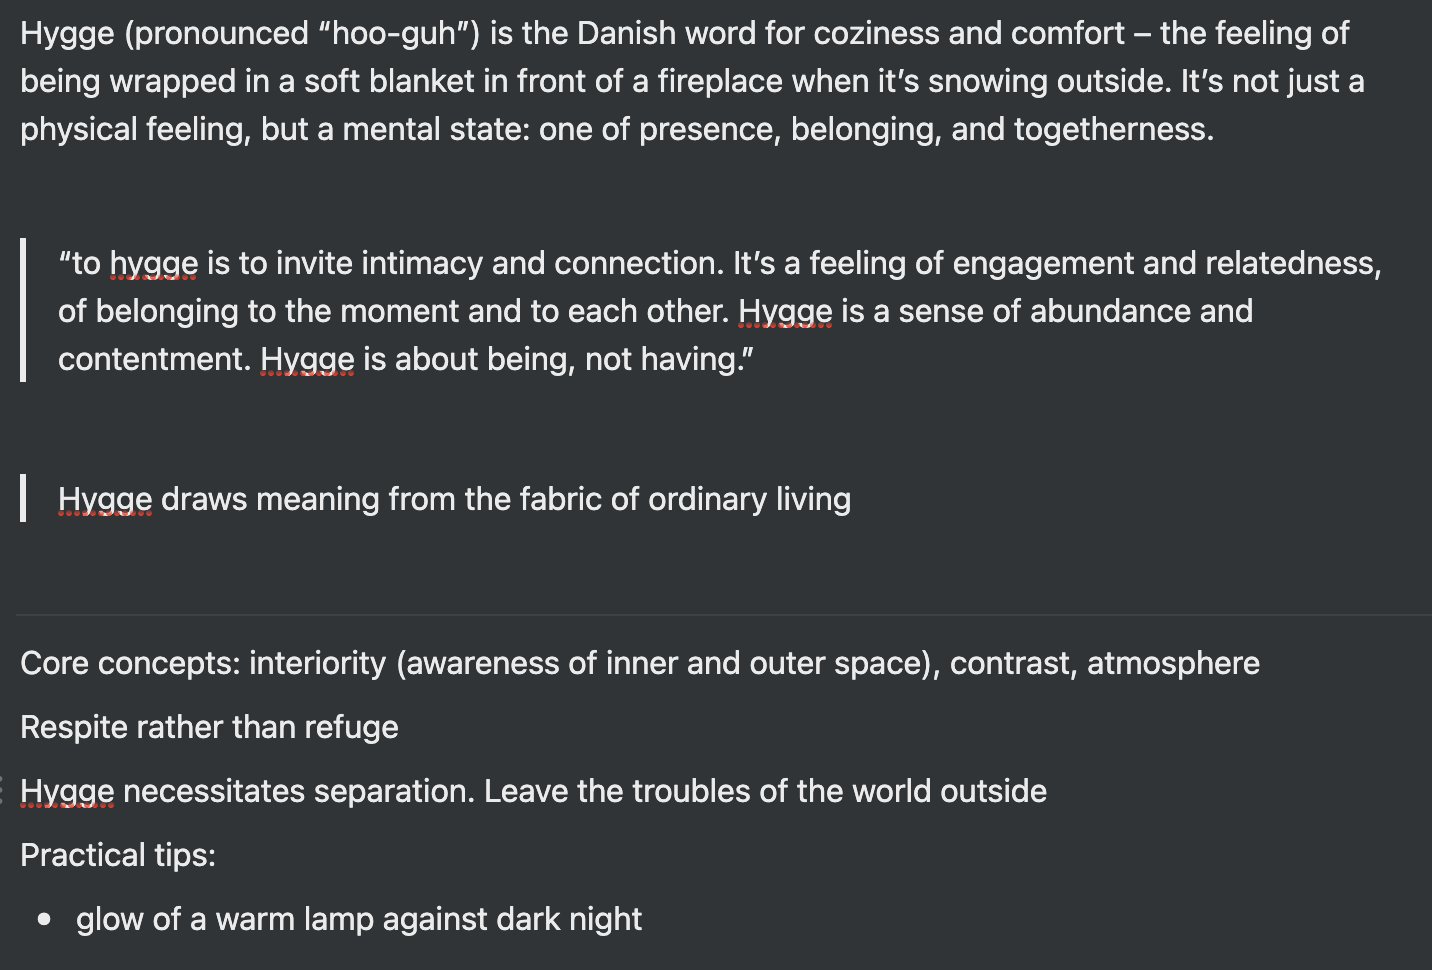 Hygge (pronounced “hoo-guh”) is the Danish word for coziness and comfort – the feeling of
being wrapped in a soft blanket in front of a fireplace when it’s snowing outside. It’s not just a
physical feeling, but a mental state: one of presence, belonging, and togetherness.
“to hygge is to invite intimacy and connection. It’s a feeling of engagement and relatedness,
of belonging to the moment and to each other. Hygge is a sense of abundance and
contentment. Hygge is about being, not having.”
Hygge draws meaning from the fabric of ordinary living
Core concepts: interiority (awareness of inner and outer space), contrast, atmosphere
Respite rather than refuge
Hygge necessitates separation. Leave the troubles of the world outside
Practical tips:
• glow of a warm lamp against dark night